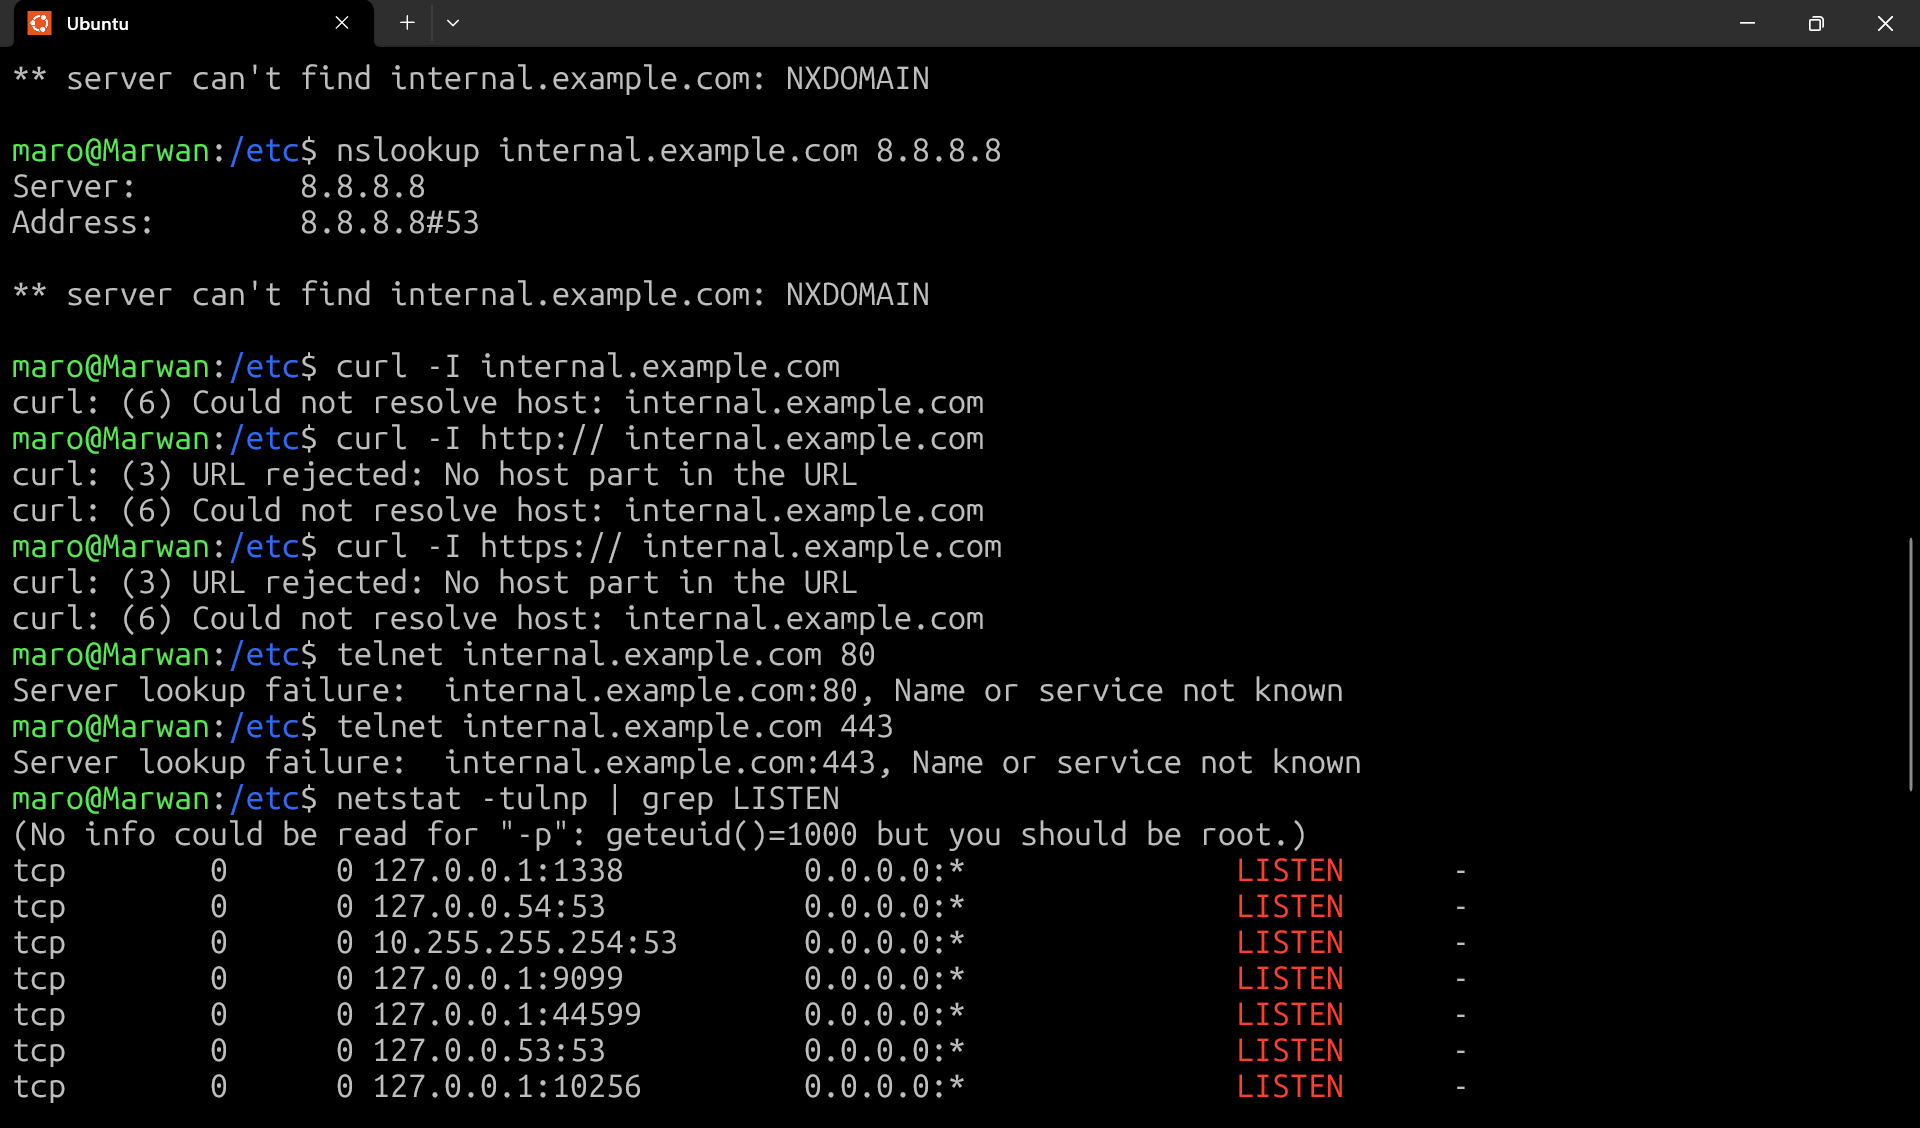 Ubuntu
** server can't find internal.example.com: NXDOMAIN
maro@Marwan:/etc$ nslookup internal.example.com 8.8.8.8
Server:         8.8.8.8
Address:        8.8.8.8#53
** server can't find internal.example.com: NXDOMAIN
maro@Marwan:/etc$ curl -I internal.example.com
curl: (6) Could not resolve host: internal.example.com
maro@Marwan:/etc$ curl -I http:// internal.example.com
curl: (3) URL rejected: No host part in the URL
curl: (6) Could not resolve host: internal.example.com
maro@Marwan:/etc$ curl -I https:// internal.example.com
curl: (3) URL rejected: No host part in the URL
curl: (6) Could not resolve host: internal.example.com
maro@Marwan:/etc$ telnet internal.example.com 80
Server lookup failure:  internal.example.com:80, Name or service not known
maro@Marwan:/etc$ telnet internal.example.com 443
Server lookup failure:  internal.example.com:443, Name or service not known
maro@Marwan:/etc$ netstat -tulnp | grep LISTEN
(No info could be read for "-p": geteuid()=1000 but you should be root.)
tcp        0      0 127.0.0.1:1338          0.0.0.0:*               LISTEN      -
tcp        0      0 127.0.0.54:53           0.0.0.0:*               LISTEN      -
tcp        0      0 10.255.255.254:53       0.0.0.0:*               LISTEN      -
tcp        0      0 127.0.0.1:9099          0.0.0.0:*               LISTEN      -
tcp        0      0 127.0.0.1:44599         0.0.0.0:*               LISTEN      -
tcp        0      0 127.0.0.53:53           0.0.0.0:*               LISTEN      -
tcp        0      0 127.0.0.1:10256         0.0.0.0:*               LISTEN      -